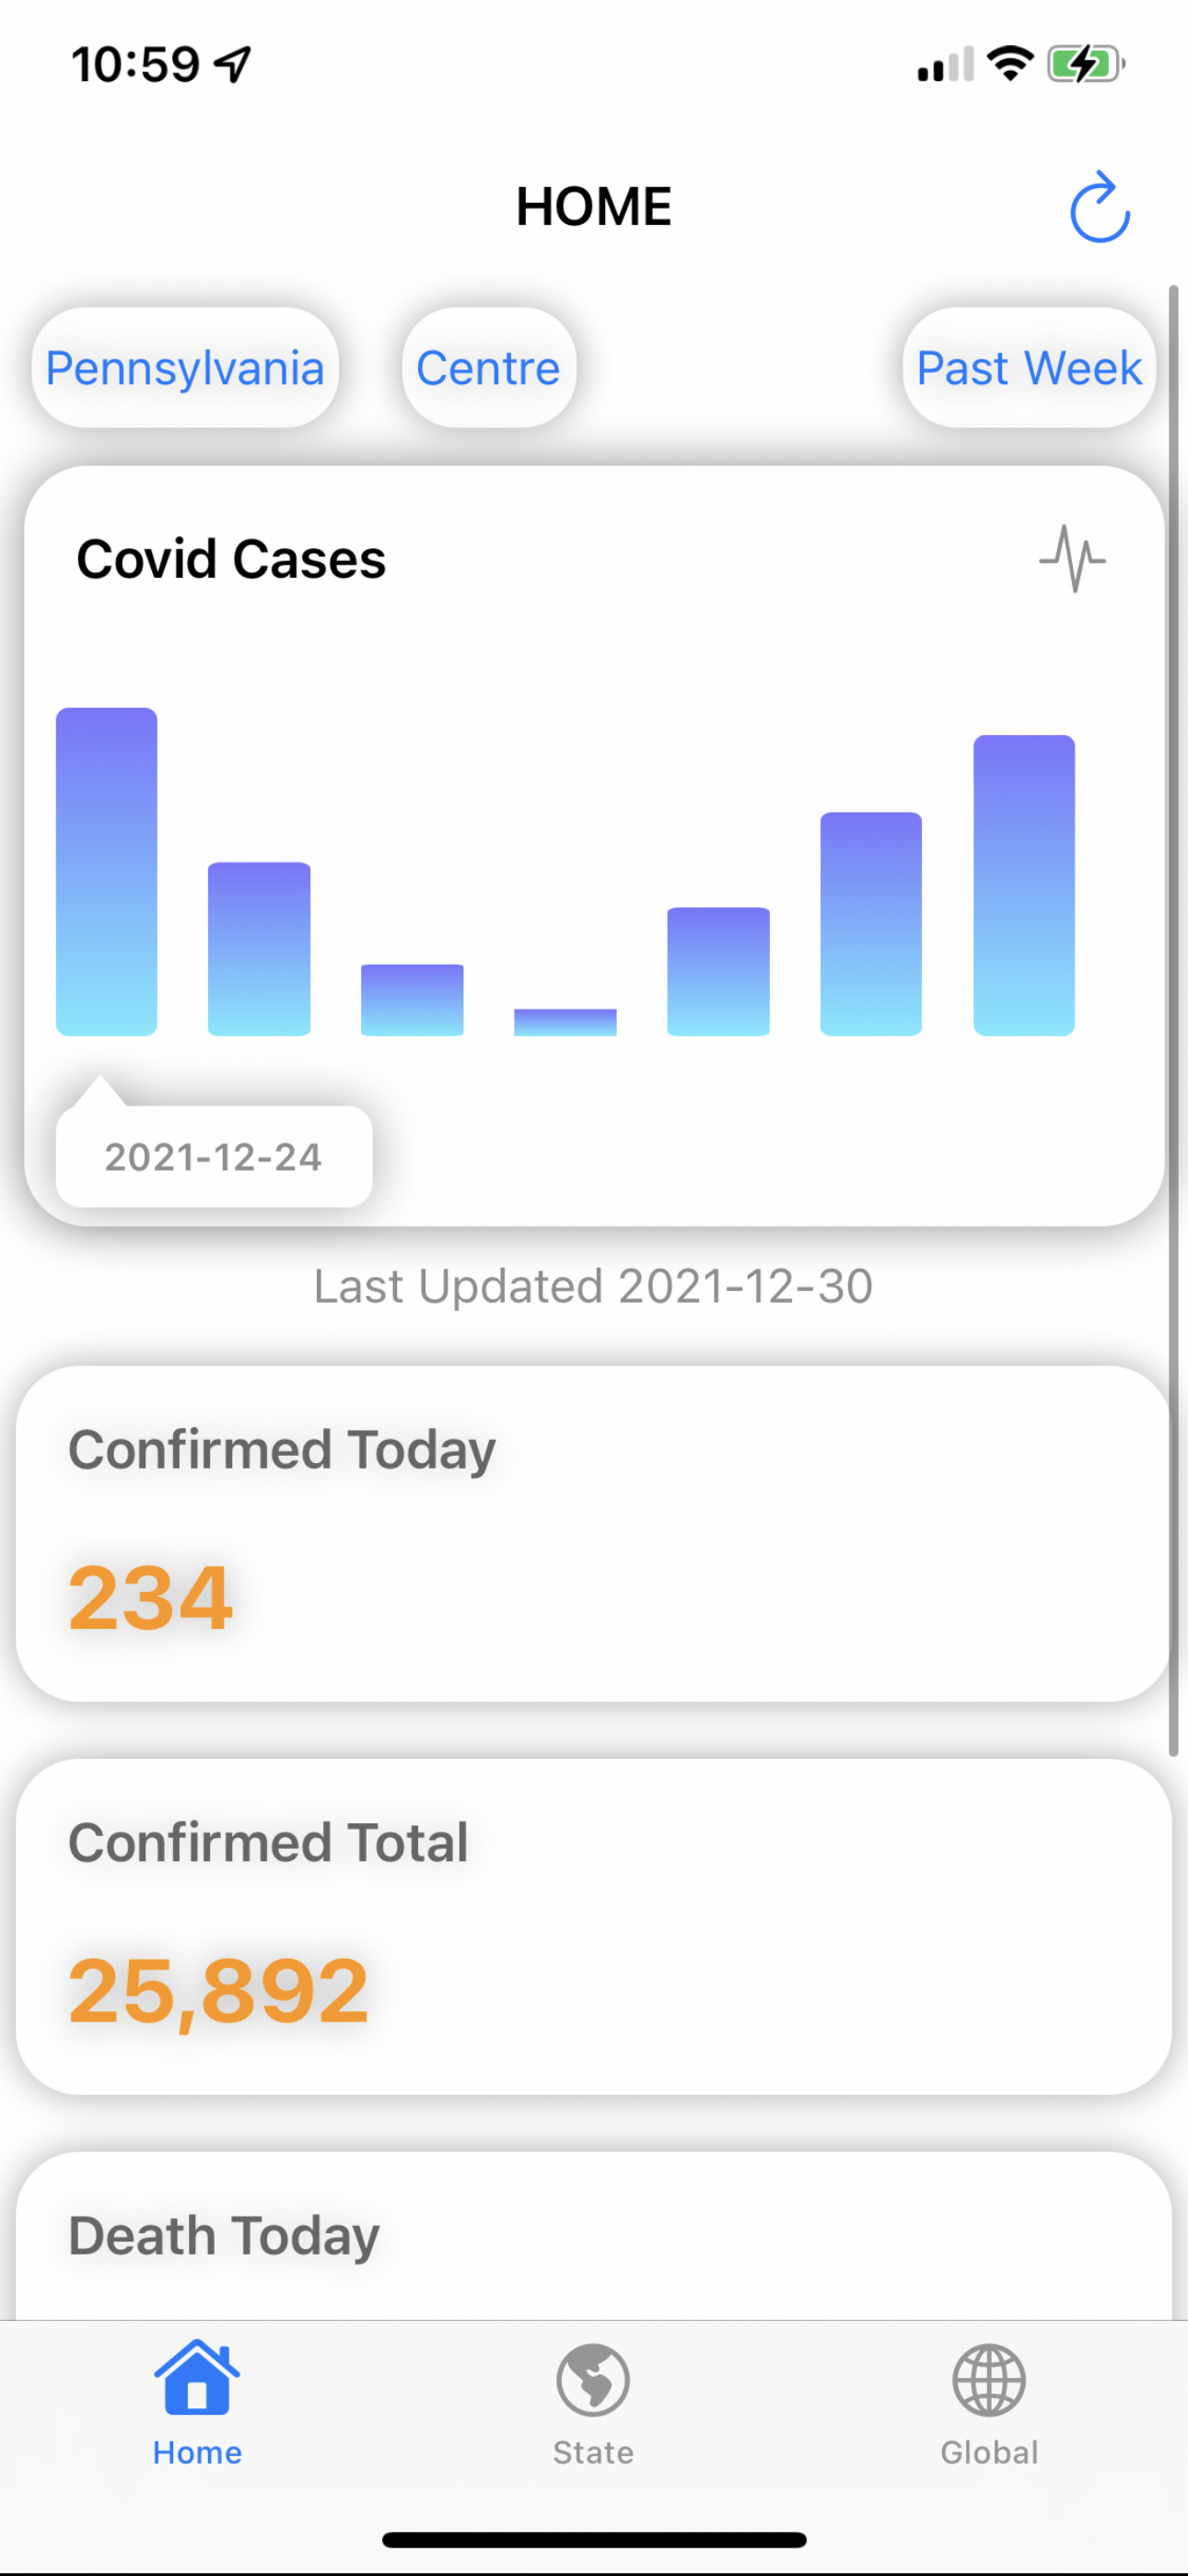 10:59
HOME
Pennsylvania Centre Past Week
Covid Cases
2021-12-24
Last Updated 2021-12-30
Confirmed Today
234
Confirmed Total
25,892
Death Today
Home State Global